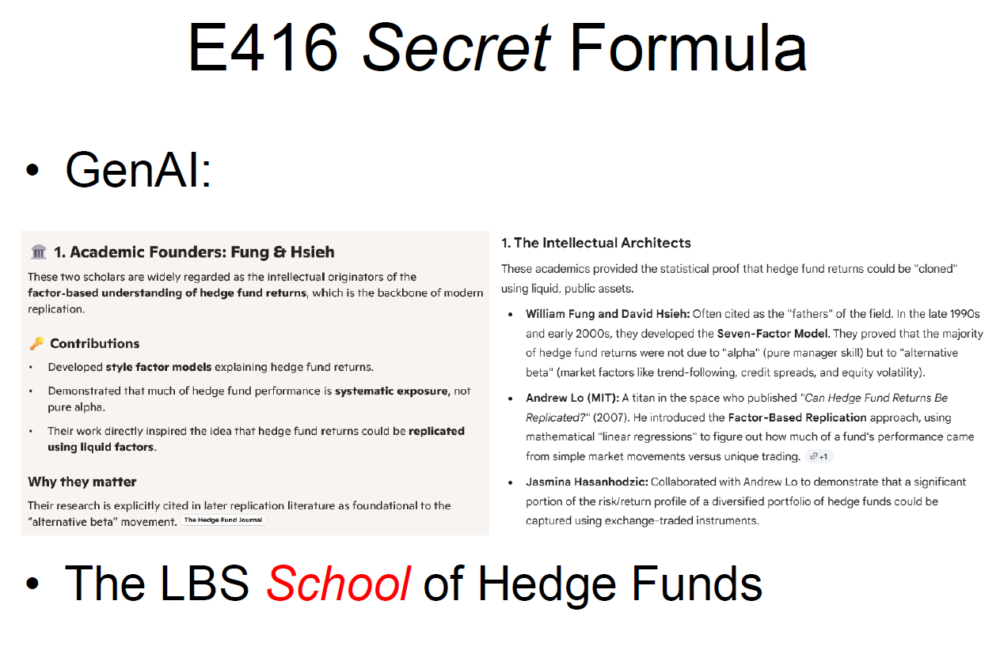 E416 Secret Formula
• GenAI:
🏛 1. Academic Founders: Fung & Hsieh
These two scholars are widely regarded as the intellectual originators of the
factor-based understanding of hedge fund returns, which is the backbone of modern
replication.
🔑 Contributions
• Developed style factor models explaining hedge fund returns.
• Demonstrated that much of hedge fund performance is systematic exposure, not
pure alpha.
• Their work directly inspired the idea that hedge fund returns could be replicated
using liquid factors.
Why they matter
Their research is explicitly cited in later replication literature as foundational to the
“alternative beta” movement. The Hedge Fund Journal
1. The Intellectual Architects
These academics provided the statistical proof that hedge fund returns could be "cloned"
using liquid, public assets.
• William Fung and David Hsieh: Often cited as the "fathers" of the field. In the late 1990s
and early 2000s, they developed the Seven-Factor Model. They proved that the majority
of hedge fund returns were not due to "alpha" (pure manager skill) but to "alternative
beta" (market factors like trend-following, credit spreads, and equity volatility).
• Andrew Lo (MIT): A titan in the space who published "Can Hedge Fund Returns Be
Replicated?" (2007). He introduced the Factor-Based Replication approach, using
mathematical "linear regressions" to figure out how much of a fund's performance came
from simple market movements versus unique trading. +1
• Jasmina Hasanhodzic: Collaborated with Andrew Lo to demonstrate that a significant
portion of the risk/return profile of a diversified portfolio of hedge funds could be
captured using exchange-traded instruments.
• The LBS School of Hedge Funds